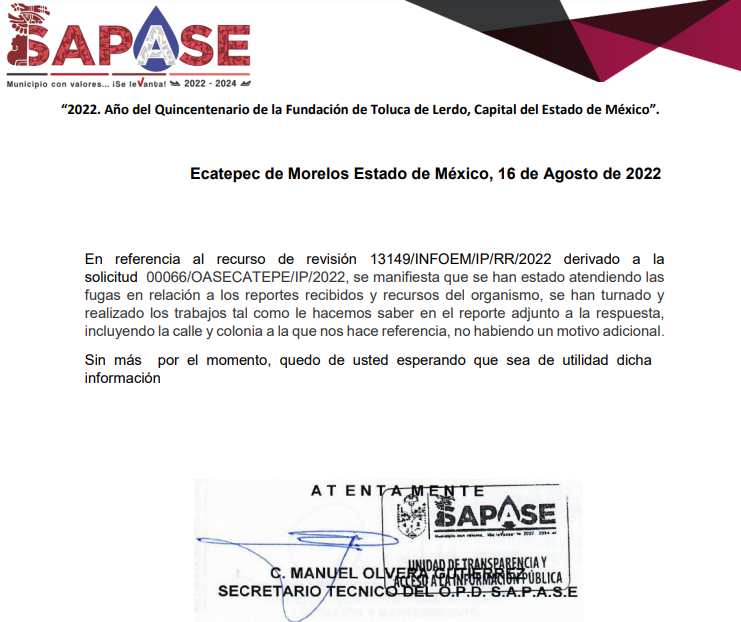 SAPASE
Municipio con valores... ¡Se leVanta! 2022 - 2024
“2022. Año del Quincentenario de la Fundación de Toluca de Lerdo, Capital del Estado de México”.
Ecatepec de Morelos Estado de México, 16 de Agosto de 2022
En referencia al recurso de revisión 13149/INFOEM/IP/RR/2022 derivado a la
solicitud 00066/OASECATEPE/IP/2022, se manifiesta que se han estado atendiendo las
fugas en relación a los reportes recibidos y recursos del organismo, se han turnado y
realizado los trabajos tal como le hacemos saber en el reporte adjunto a la respuesta,
incluyendo la calle y colonia a la que nos hace referencia, no habiendo un motivo adicional.
Sin más por el momento, quedo de usted esperando que sea de utilidad dicha
información
ATENTAMENTE
SAPASE
Municipio con valores... ¡Se leVanta! 2022 2024
UNIDAD DE TRANSPARENCIA Y
ACCESO A LA INFORMACIÓN PÚBLICA
C. MANUEL OLVERA GUTIERREZ
SECRETARIO TECNICO DEL O.P.D. S.A.P.A.S.E